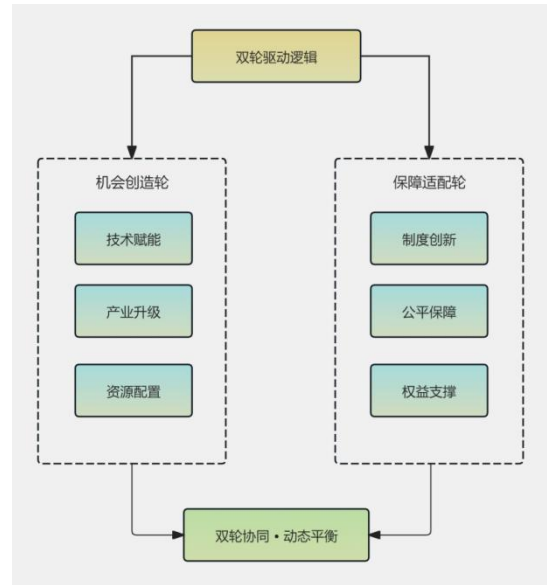 双轮驱动逻辑
机会创造轮
技术赋能
产业升级
资源配置
保障适配轮
制度创新
公平保障
权益支撑
双轮协同•动态平衡